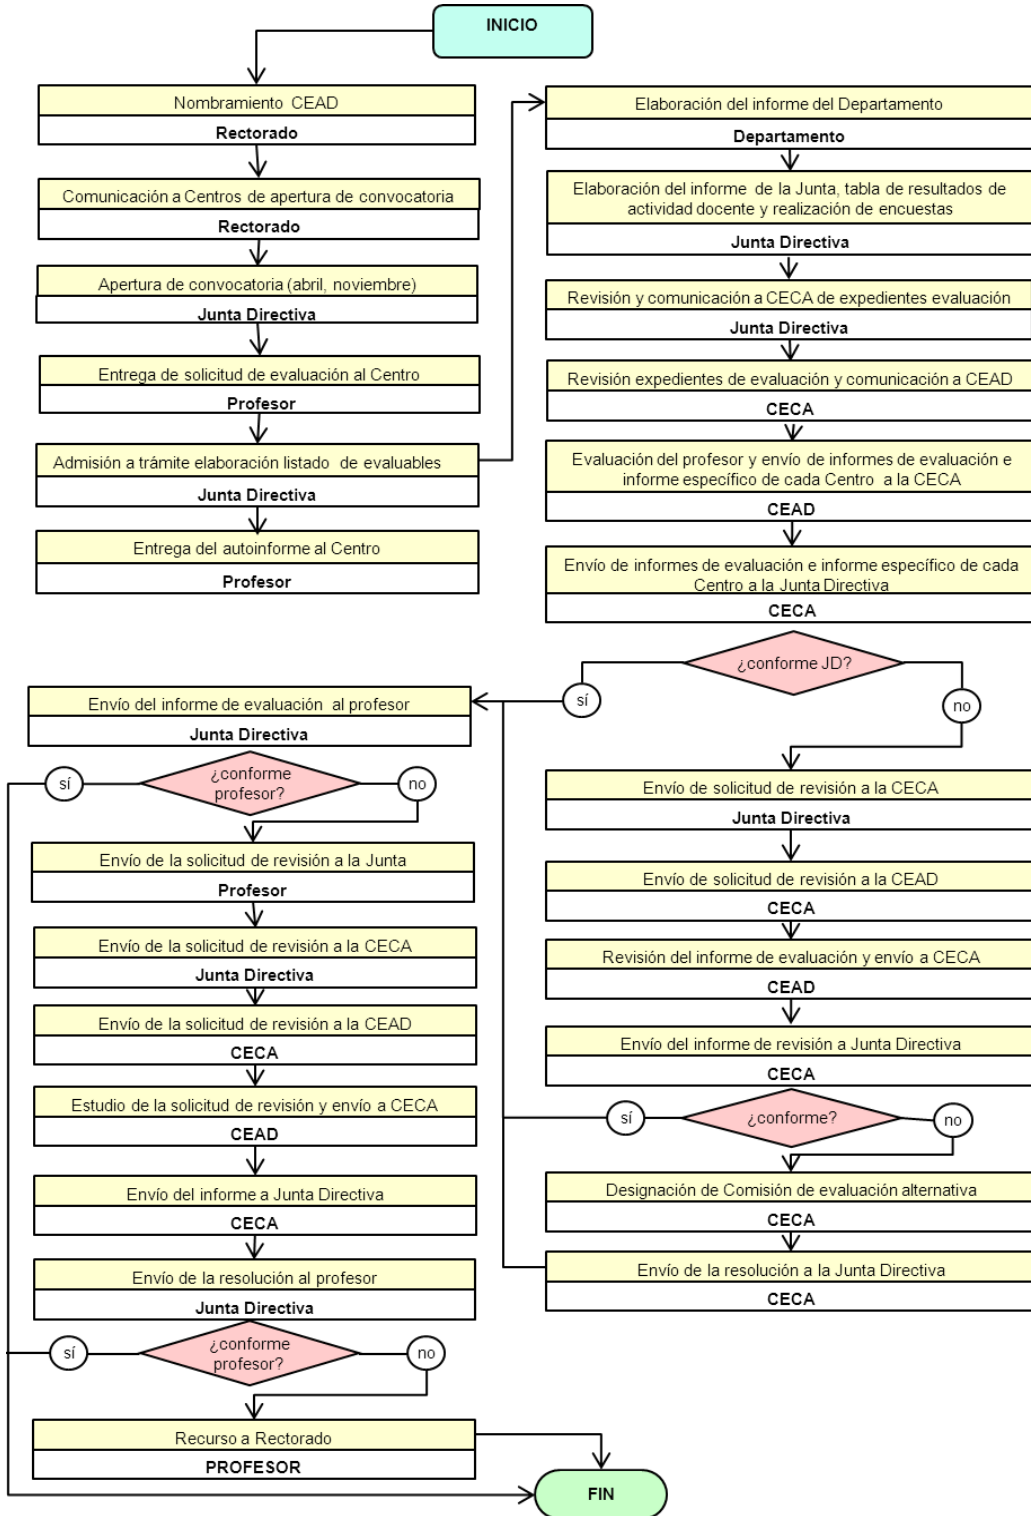 INICIO
Nombramiento CEAD
Rectorado
Comunicación a Centros de apertura de convocatoria
Rectorado
Apertura de convocatoria (abril, noviembre)
Junta Directiva
Entrega de solicitud de evaluación al Centro
Profesor
Admisión a trámite elaboración listado de evaluables
Junta Directiva
Entrega del autoinforme al Centro
Profesor
Elaboración del informe del Departamento
Departamento
Elaboración del informe de la Junta, tabla de resultados de
actividad docente y realización de encuestas
Junta Directiva
Revisión y comunicación a CECA de expedientes evaluación
Junta Directiva
Revisión expedientes de evaluación y comunicación a CEAD
CECA
Evaluación del profesor y envío de informes de evaluación e
informe específico de cada Centro a la CECA
CEAD
Envío de informes de evaluación e informe específico de cada
Centro a la Junta Directiva
CECA
¿conforme JD?
sí
no
Envío de solicitud de revisión a la CECA
Junta Directiva
Envío de solicitud de revisión a la CEAD
CECA
Revisión del informe de evaluación y envío a CECA
CEAD
Envío del informe de revisión a Junta Directiva
CECA
sí
¿conforme?
no
Designación de Comisión de evaluación alternativa
CECA
Envío de la resolución a la Junta Directiva
CECA
Envío del informe de evaluación al profesor
Junta Directiva
sí
¿conforme
profesor?
no
Envío de la solicitud de revisión a la Junta
Profesor
Envío de la solicitud de revisión a la CECA
Junta Directiva
Envío de la solicitud de revisión a la CEAD
CECA
Estudio de la solicitud de revisión y envío a CECA
CEAD
Envío del informe a Junta Directiva
CECA
Envío de la resolución al profesor
Junta Directiva
sí
¿conforme
profesor?
no
Recurso a Rectorado
PROFESOR
FIN